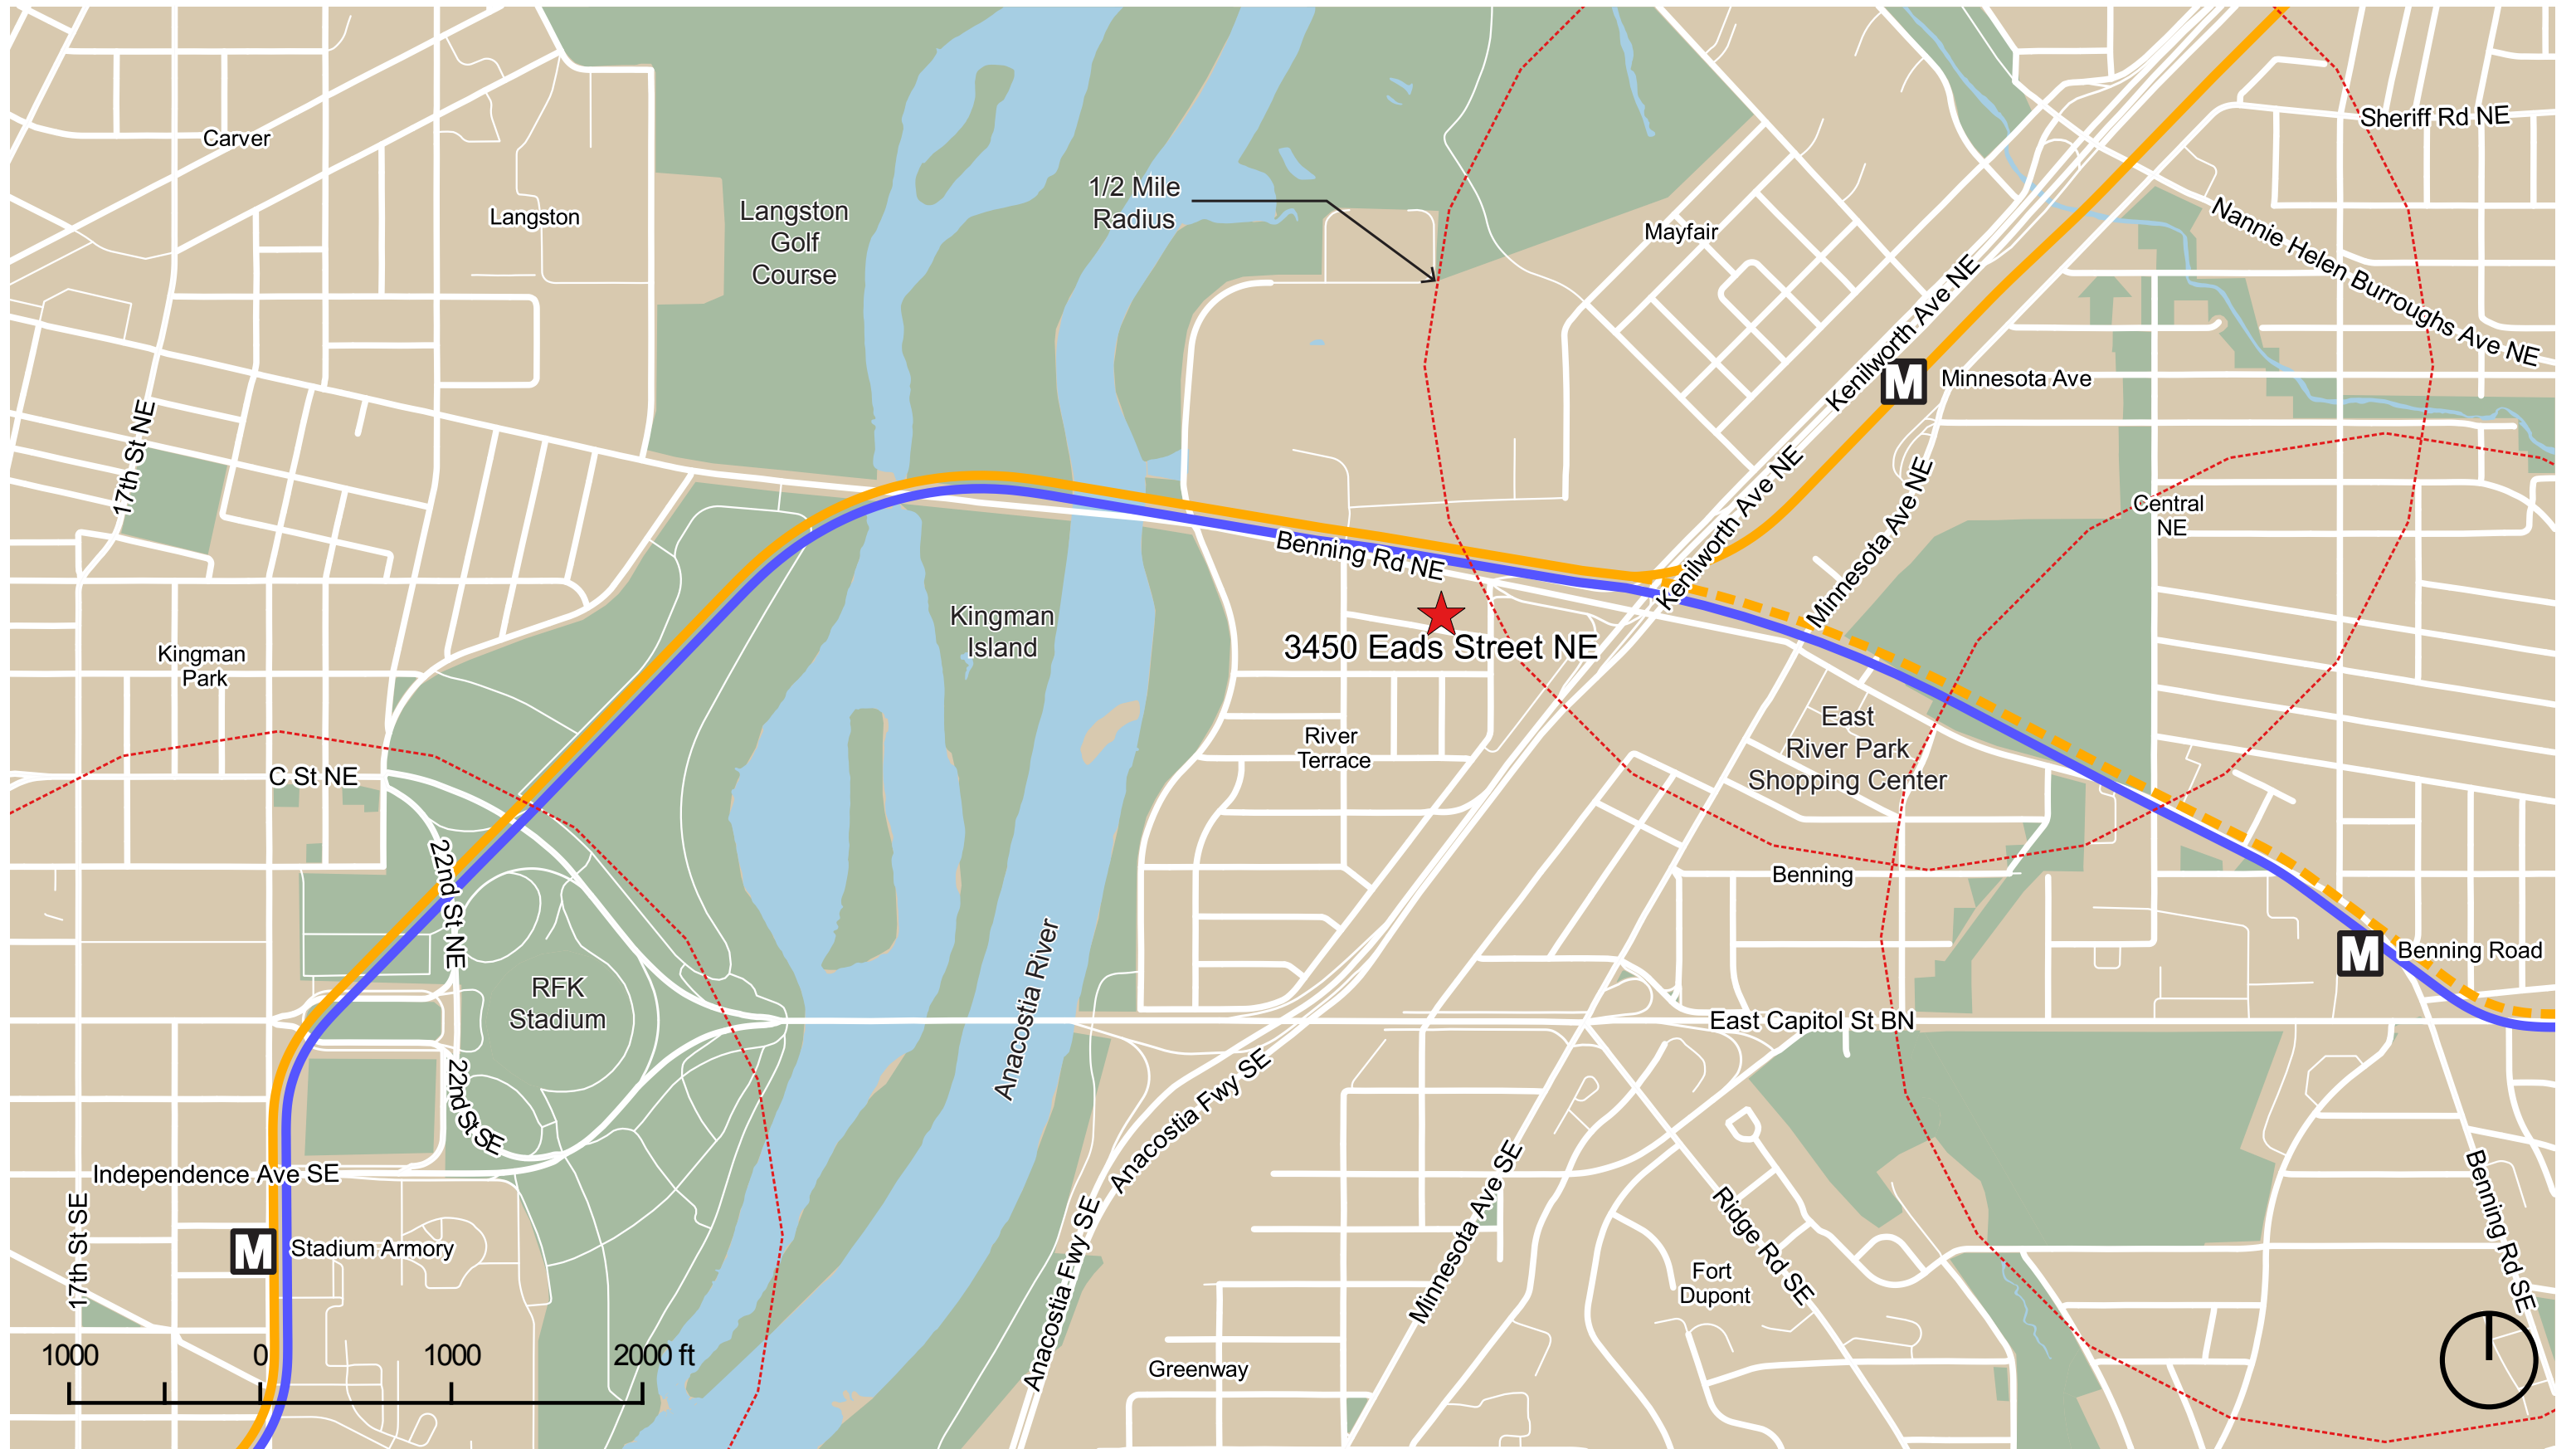 Carver
Langston
Langston
Golf
Course
1/2 Mile
Radius
Mayfair
Sheriff Rd NE
Nannie Helen Burroughs Ave NE
Kenilworth Ave NE
M
Minnesota Ave
17th St NE
Kenilworth Ave NE
Minnesota Ave NE
Central
NE
Benning Rd NE
3450 Eads Street NE
Kingman
Island
Kingman
Park
C St NE
River
Terrace
East
River Park
Shopping Center
Benning
22nd St NE
M
Benning Road
RFK
Stadium
Anacostia River
East Capitol St BN
22nd St SE
Anacostia Fwy SE
Independence Ave SE
17th St SE
M
Stadium Armory
Anacostia Fwy SE
Minnesota Ave SE
Ridge Rd SE
Fort
Dupont
Benning Rd SE
Greenway
1000 0 1000 2000 ft